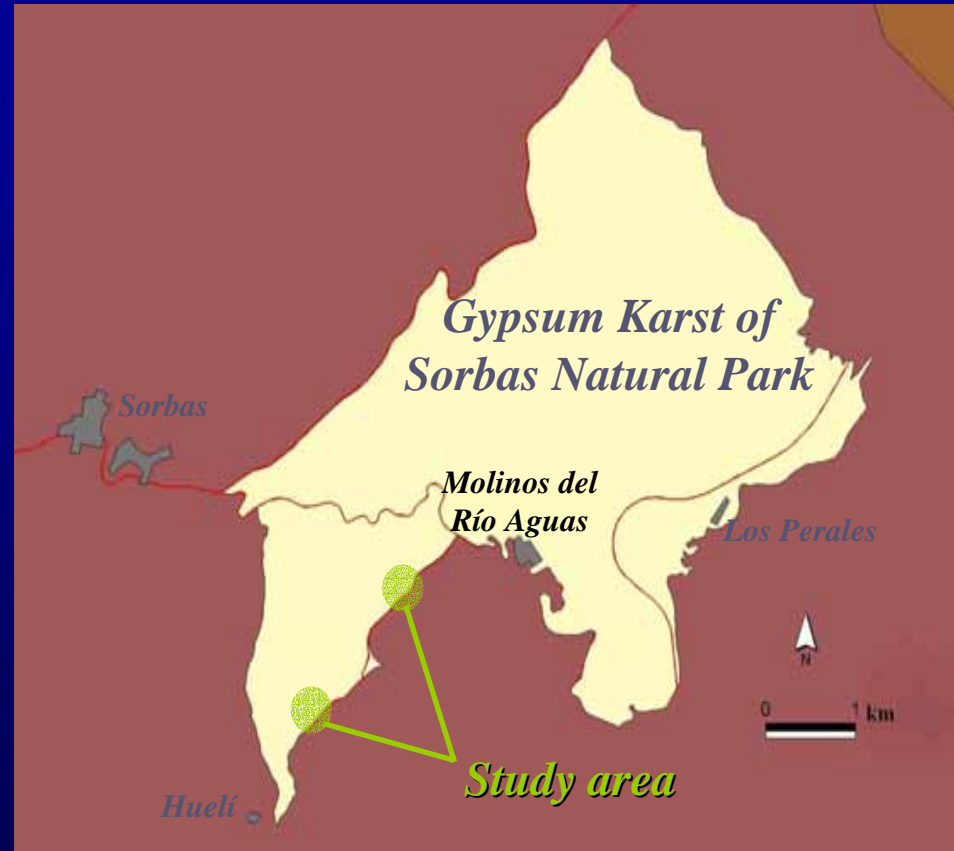 Gypsum Karst of
Sorbas Natural Park
Sorbas
Molinos del
Río Aguas
Los Perales
N
0 1 km
Study area
Huelí